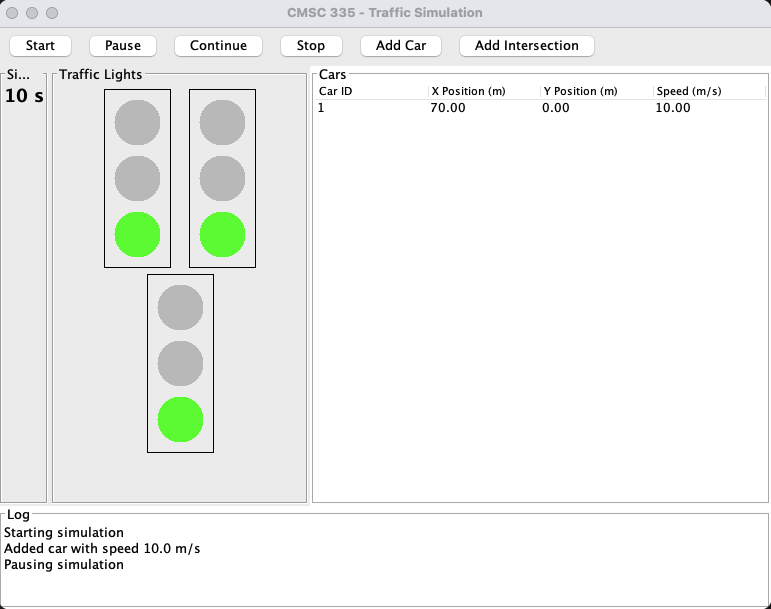 CMSC 335 - Traffic Simulation
Start Pause Continue Stop Add Car Add Intersection
Si... Traffic Lights Cars
10 s
Car ID X Position (m) Y Position (m) Speed (m/s)
1 70.00 0.00 10.00
Log
Starting simulation
Added car with speed 10.0 m/s
Pausing simulation